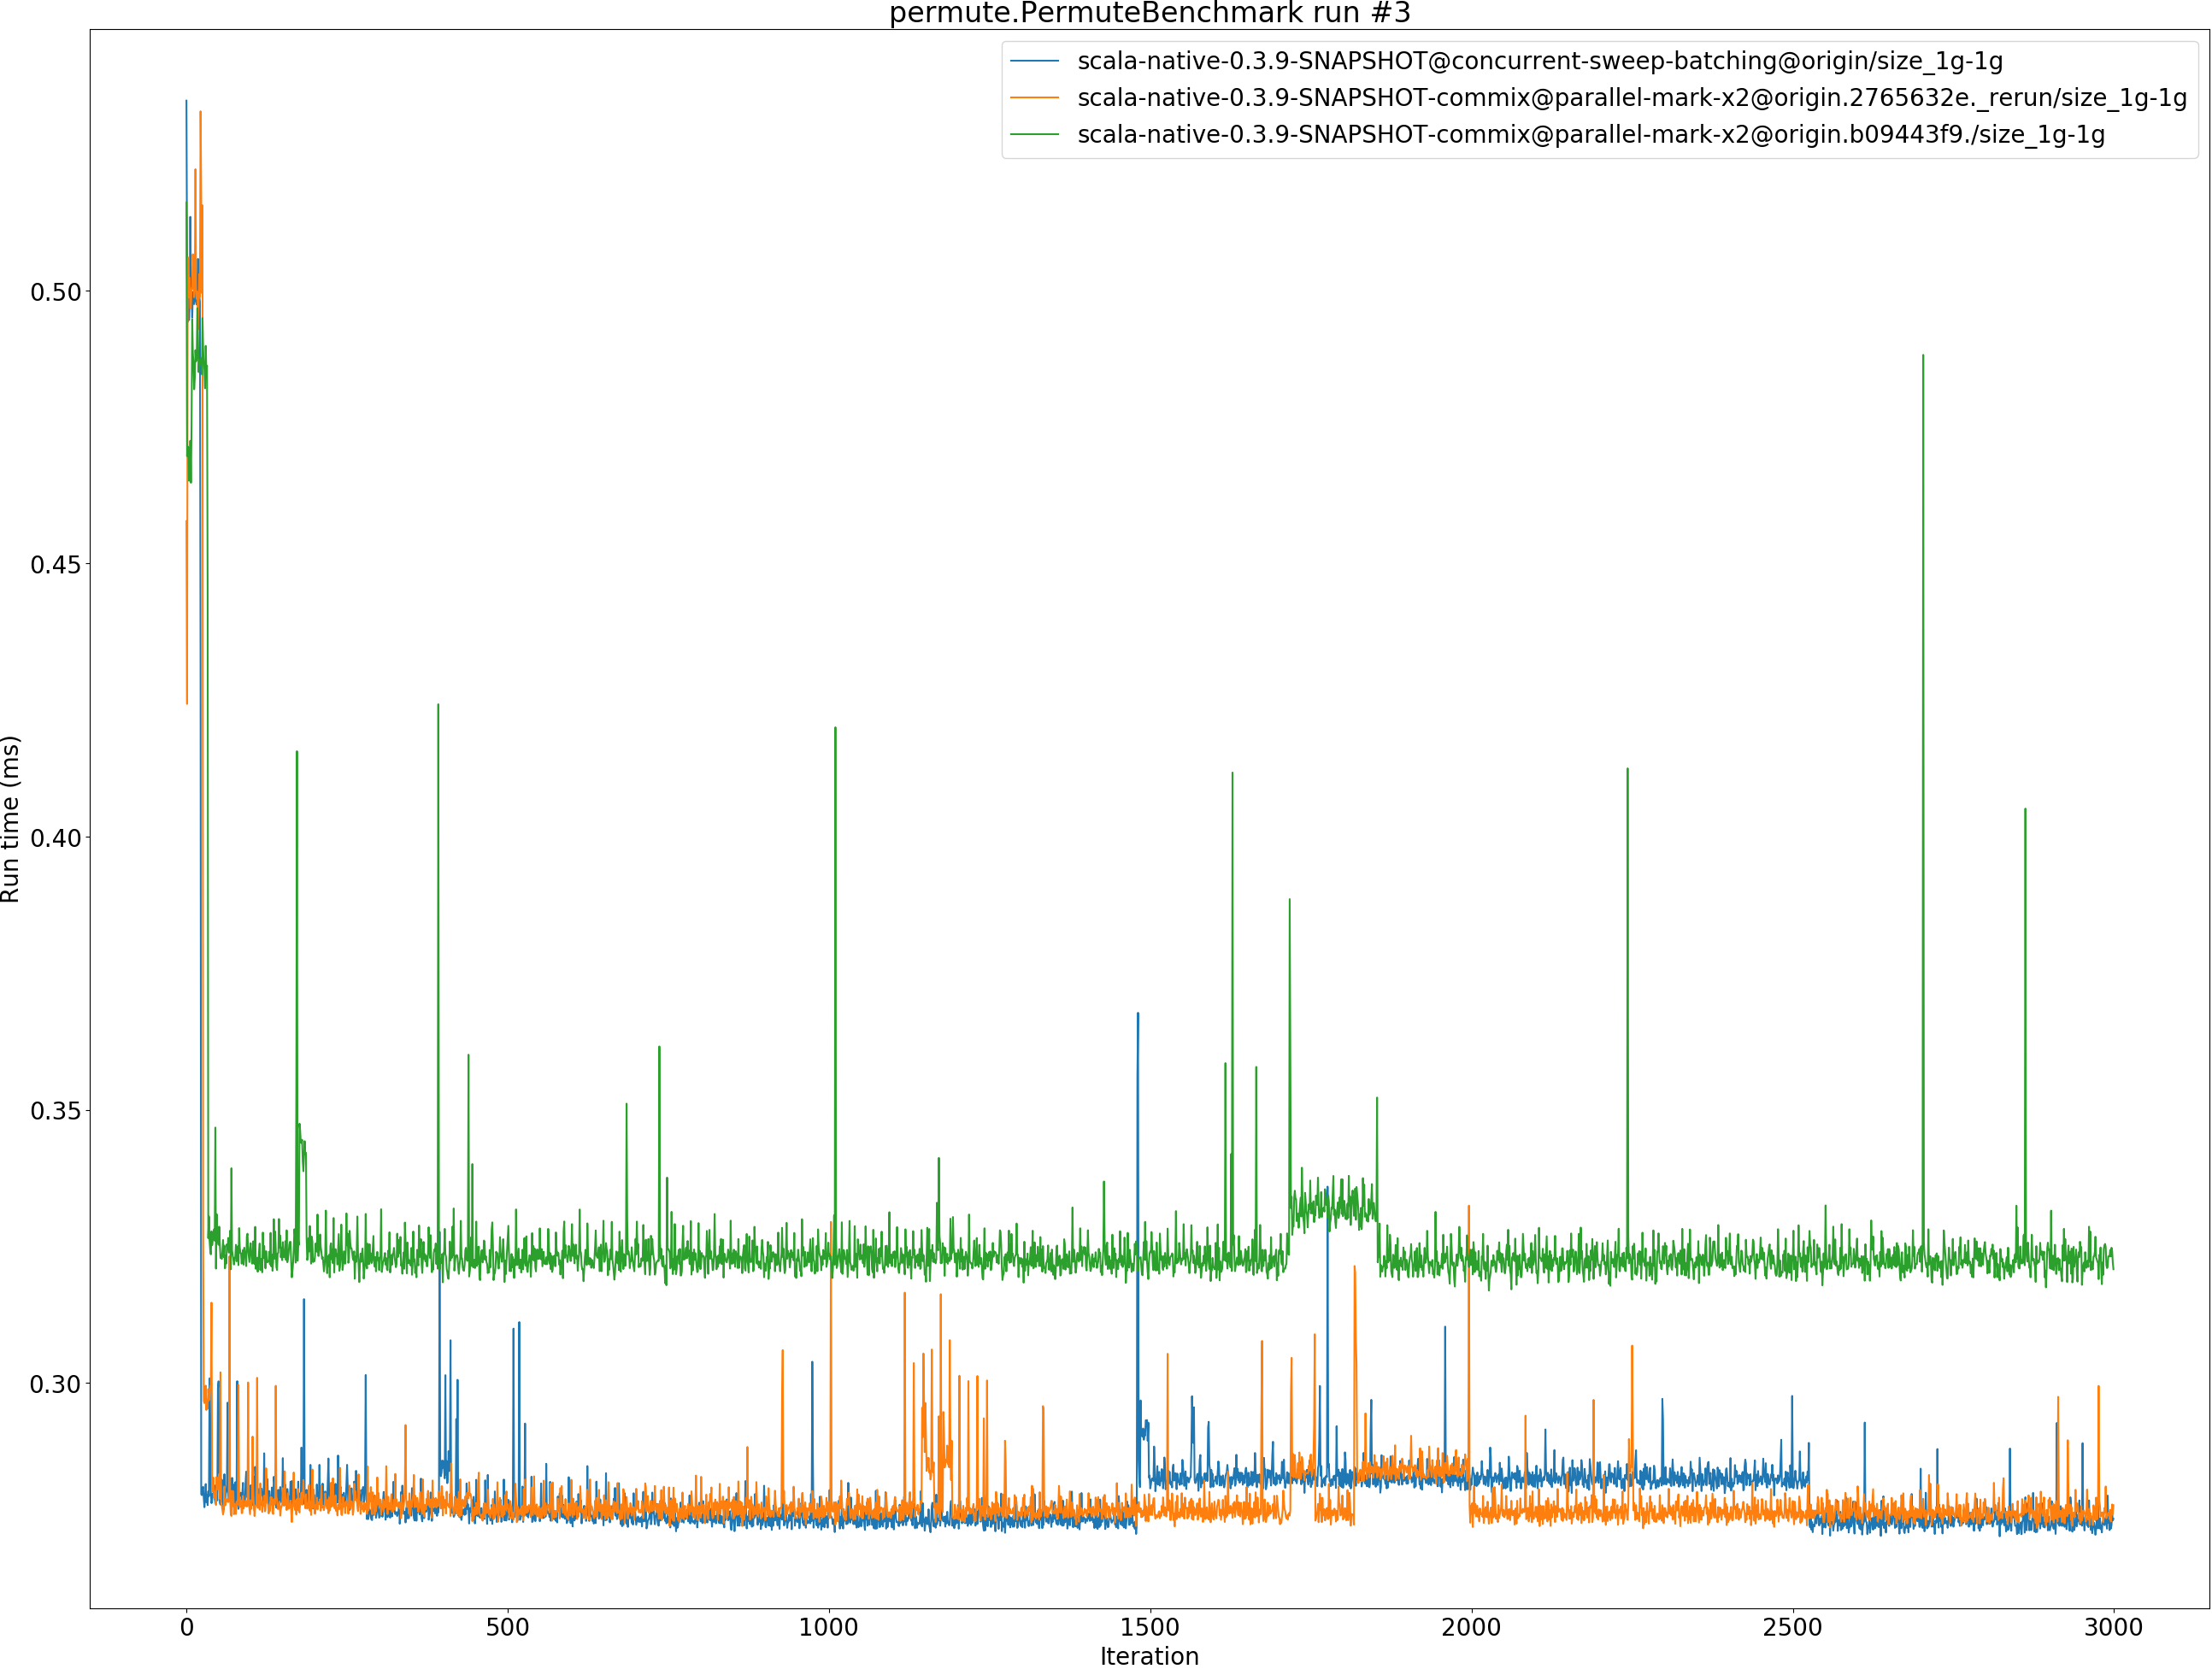 permute.PermuteBenchmark run #3
scala-native-0.3.9-SNAPSHOT@concurrent-sweep-batching@origin/size_1g-1g
scala-native-0.3.9-SNAPSHOT-commix@parallel-mark-x2@origin.2765632e._rerun/size_1g-1g
scala-native-0.3.9-SNAPSHOT-commix@parallel-mark-x2@origin.b09443f9./size_1g-1g
Run time (ms)
0.50
0.45
0.40
0.35
0.30
0 500 1000 1500 2000 2500 3000
Iteration